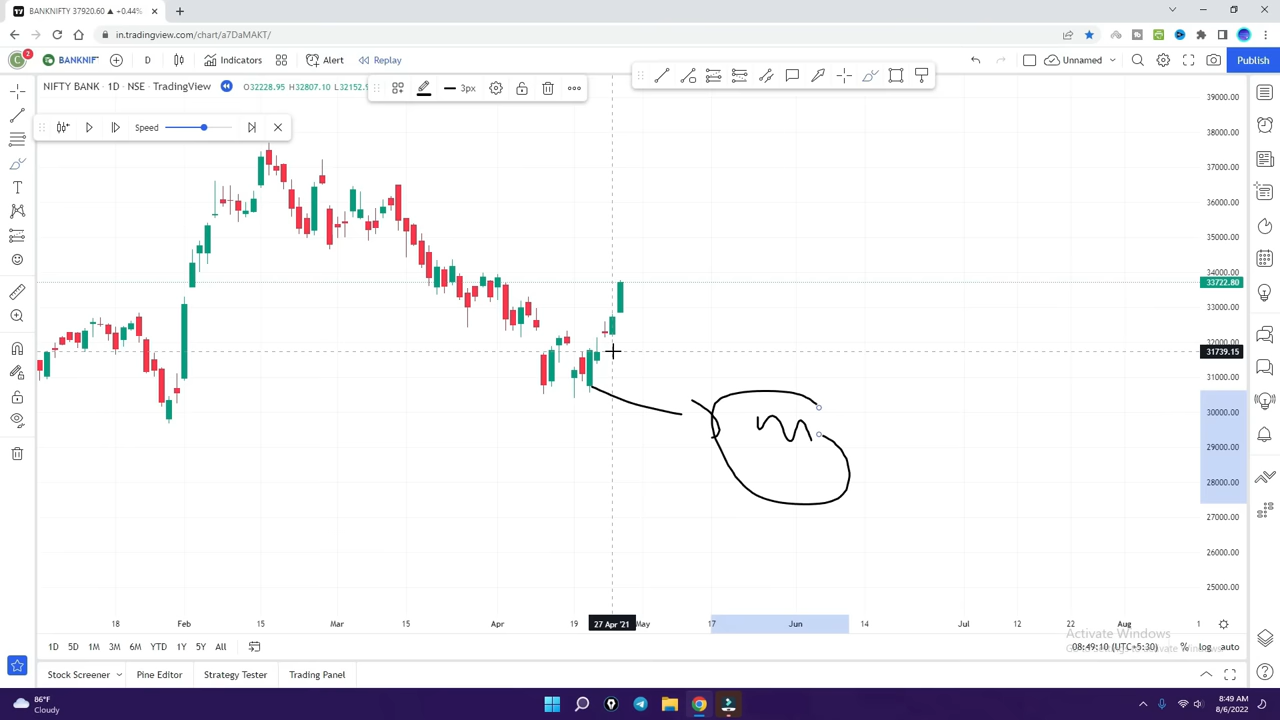 BANKNIFTY 37920.60 ▲ +0.44%
in.tradingview.com/chart/a7DaMAKT/
2
BANKNIF
D
Indicators
Alert
Replay
Unnamed
Publish
NIFTY BANK · 1D · NSE · TradingView
O32228.95 H32807.10 L32152.
3px
Speed
39000.00
38000.00
37000.00
36000.00
35000.00
34000.00
33722.80
33000.00
32000.00
31739.15
31000.00
30000.00
29000.00
28000.00
27000.00
26000.00
25000.00
18 Feb 15 Mar 15 Apr 19 27 Apr '21 May 17 Jun 14 Jul 12 22 Aug 1
Activate Windows
1D 5D 1M 3M 6M YTD 1Y 5Y All
08:49:10 (UTC+5:30) % log auto
Stock Screener Pine Editor Strategy Tester Trading Panel
86°F
Cloudy
8:49 AM
8/6/2022